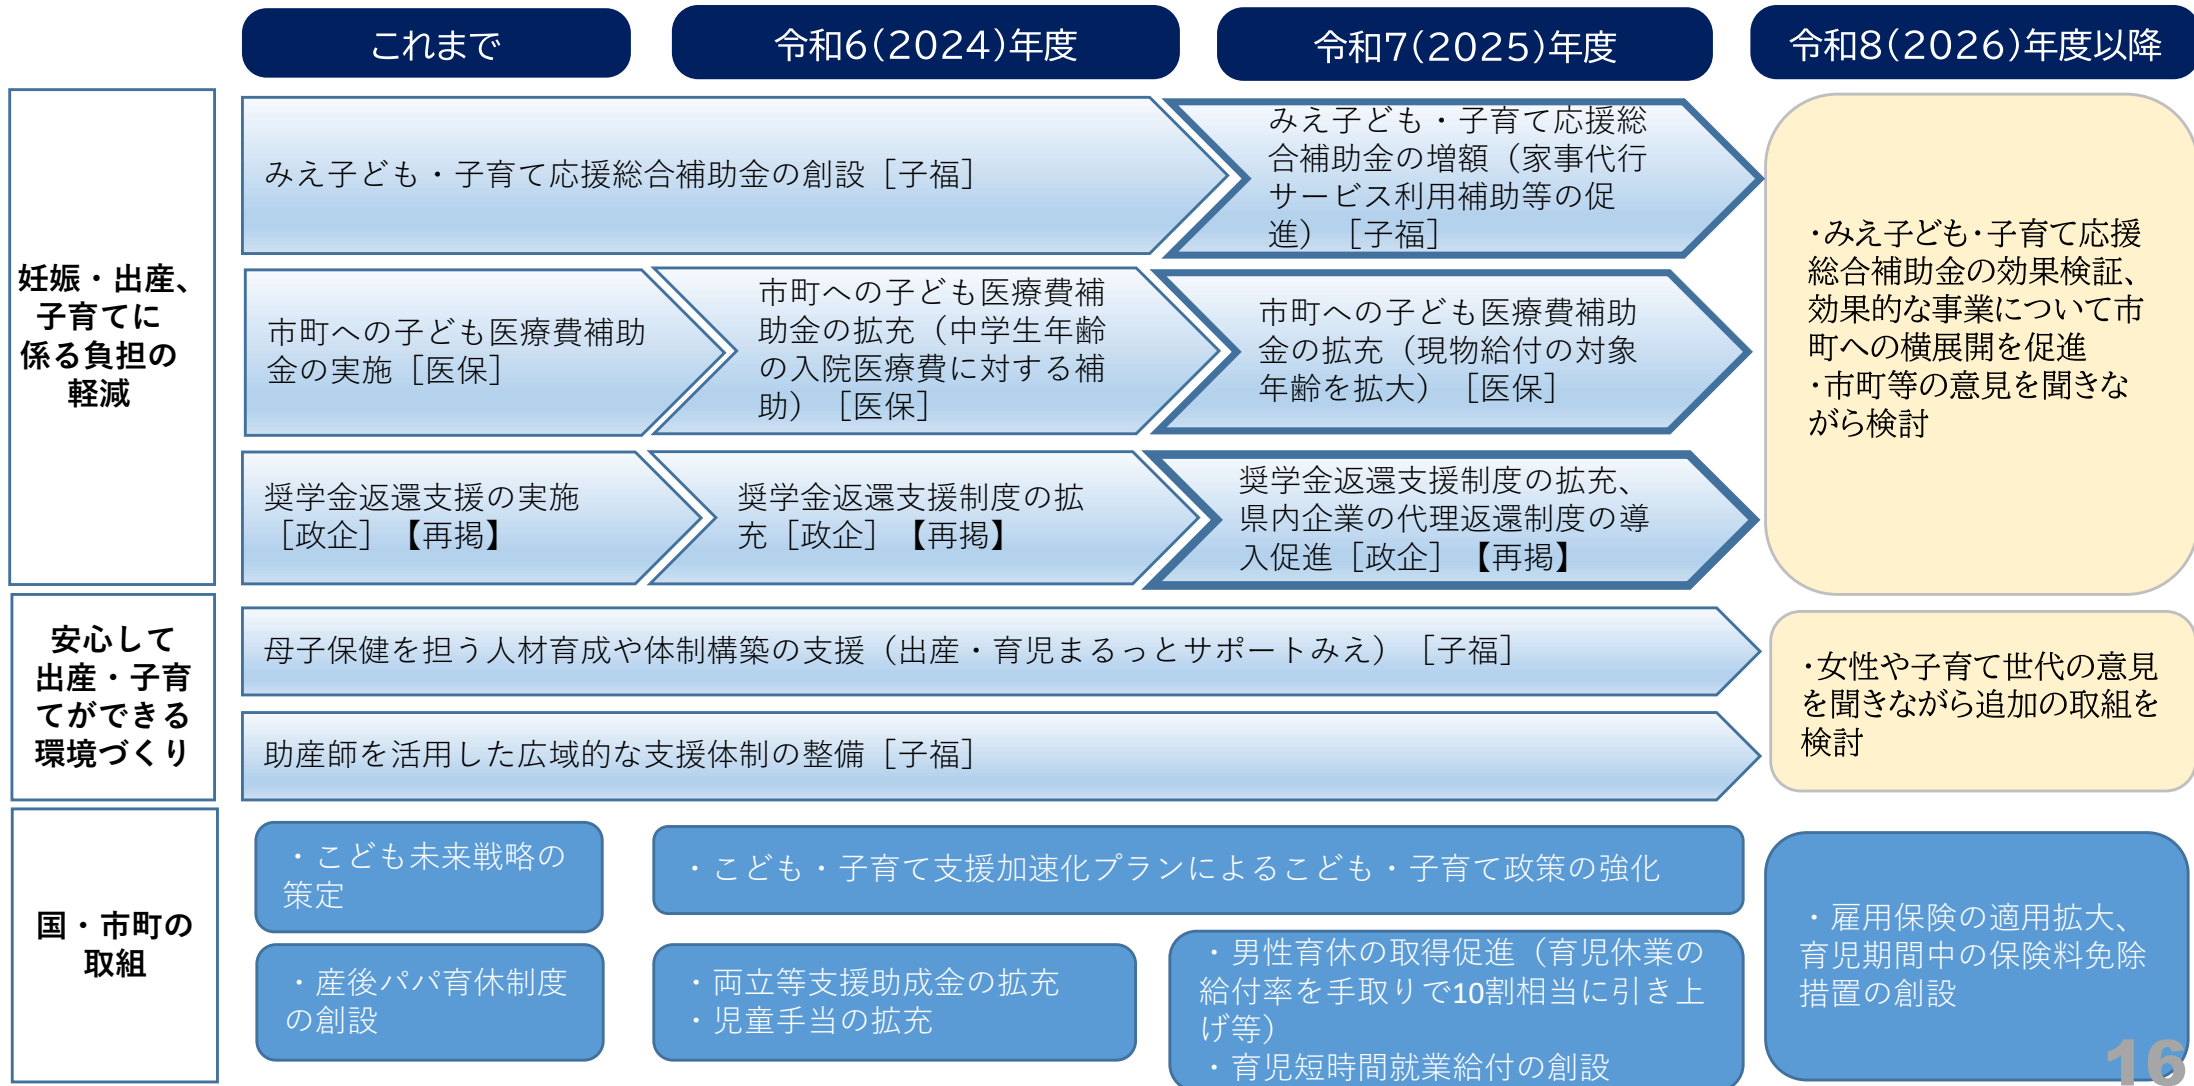 これまで
令和6(2024)年度
令和7(2025)年度
令和8(2026)年度以降
妊娠・出産、
子育てに
係る負担の
軽減
みえ子ども・子育て応援総合補助金の創設［子福］
みえ子ども・子育て応援総
合補助金の増額（家事代行
サービス利用補助等の促
進）［子福］
市町への子ども医療費補助
金の実施［医保］
市町への子ども医療費補
助金の拡充（中学生年齢
の入院医療費に対する補
助）［医保］
市町への子ども医療費補助
金の拡充（現物給付の対象
年齢を拡大）［医保］
奨学金返還支援の実施
［政企］【再掲】
奨学金返還支援制度の拡
充［政企］【再掲】
奨学金返還支援制度の拡充、
県内企業の代理返還制度の導
入促進［政企］【再掲】
・みえ子ども・子育て応援
総合補助金の効果検証、
効果的な事業について市
町への横展開を促進
・市町等の意見を聞きな
がら検討
安心して
出産・子育
てができる
環境づくり
母子保健を担う人材育成や体制構築の支援（出産・育児まるっとサポートみえ）［子福］
助産師を活用した広域的な支援体制の整備［子福］
・女性や子育て世代の意見
を聞きながら追加の取組を
検討
国・市町の
取組
・こども未来戦略の
策定
・こども・子育て支援加速化プランによるこども・子育て政策の強化
・産後パパ育休制度
の創設
・両立等支援助成金の拡充
・児童手当の拡充
・男性育休の取得促進（育児休業の
給付率を手取りで10割相当に引き上
げ等）
・育児短時間就業給付の創設
・雇用保険の適用拡大、
育児期間中の保険料免除
措置の創設
16